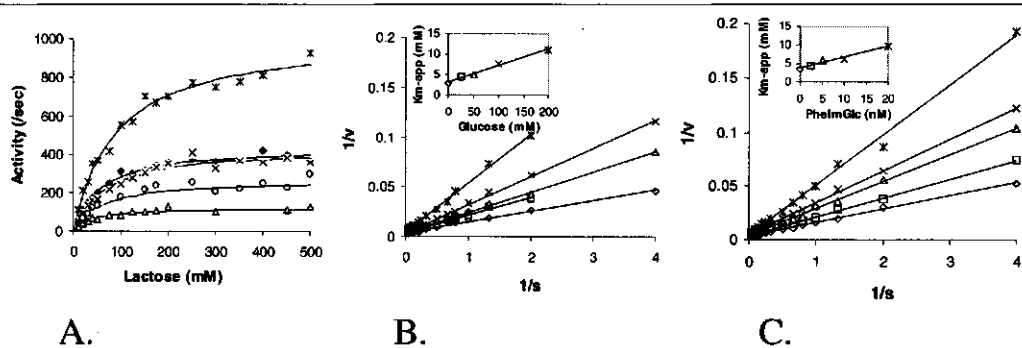 1000
800
600
400
200
0
Activity (/sec)
0 100 200 300 400 500
Lactose (mM)
A.
0.2
0.15
0.1
0.05
0
1/v
0 1 2 3 4
1/s
15
10
5
0
Km-app (mM)
0 50 100 150 200
Glucose (mM)
B.
0.2
0.15
0.1
0.05
0
1/v
0 1 2 3 4
1/s
15
10
5
0
Km-app (mM)
0 5 10 15 20
PheImGlc (nM)
C.